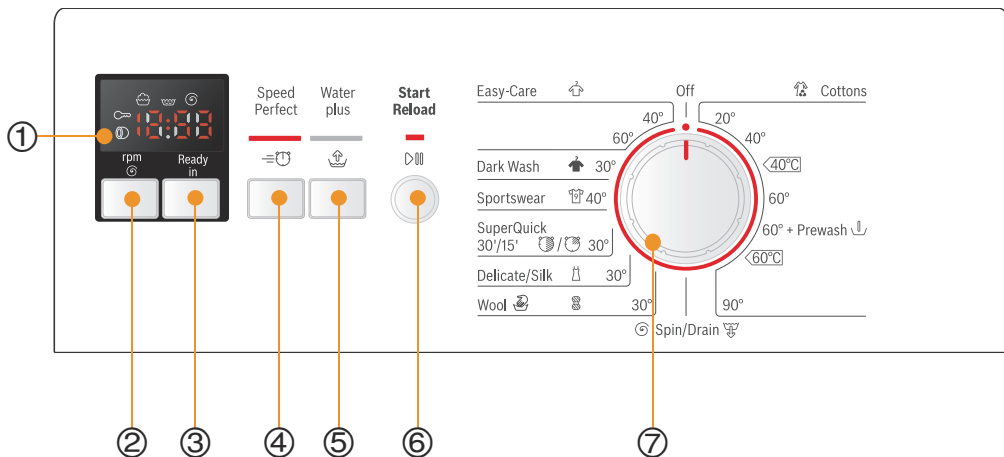 Speed
Perfect
Water
plus
Start
Reload
18:88
rpm
Ready
in
Easy-Care
Off
Cottons
40°
20°
60°
40°
Dark Wash 30°
40°C
Sportswear 40°
60°
SuperQuick
30'/15' / 30°
60° + Prewash
60°C
Delicate/Silk 30°
Wool 30°
90°
Spin/Drain
①
②
③
④
⑤
⑥
⑦